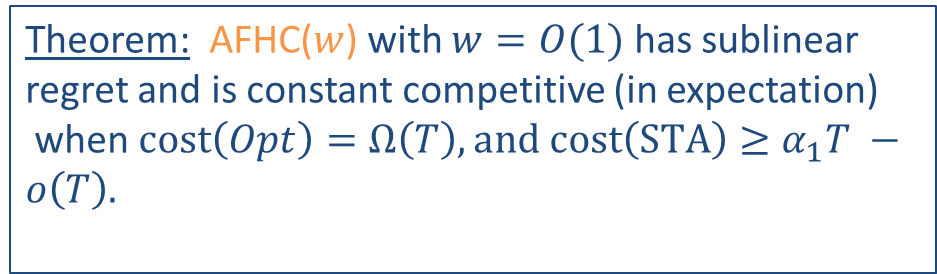 Theorem: AFHC(w) with w = O(1) has sublinear
regret and is constant competitive (in expectation)
when cost(Opt) = Ω(T), and cost(STA) ≥ α₁T −
o(T).